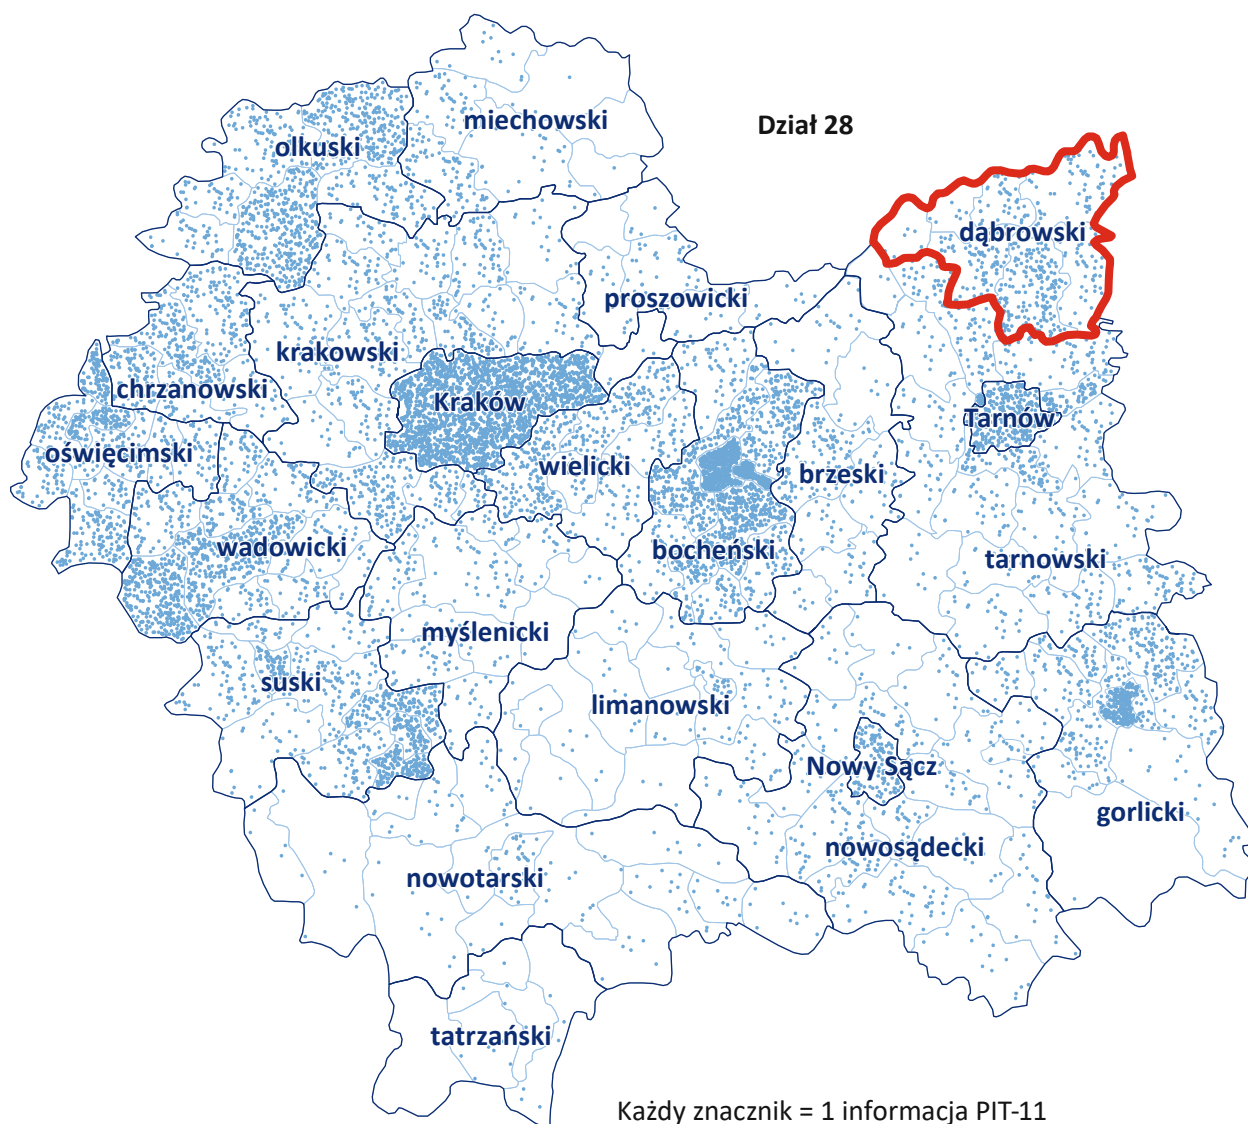 miechowski
Dział 28
olkuski
dąbrowski
proszowicki
krakowski
chrzanowski
Kraków
Tarnów
oświęcimski
wielicki
brzeski
wadowicki
bocheński
tarnowski
myślenicki
suski
limanowski
Nowy Sącz
gorlicki
nowosądecki
nowotarski
tatrzański
Każdy znacznik = 1 informacja PIT-11